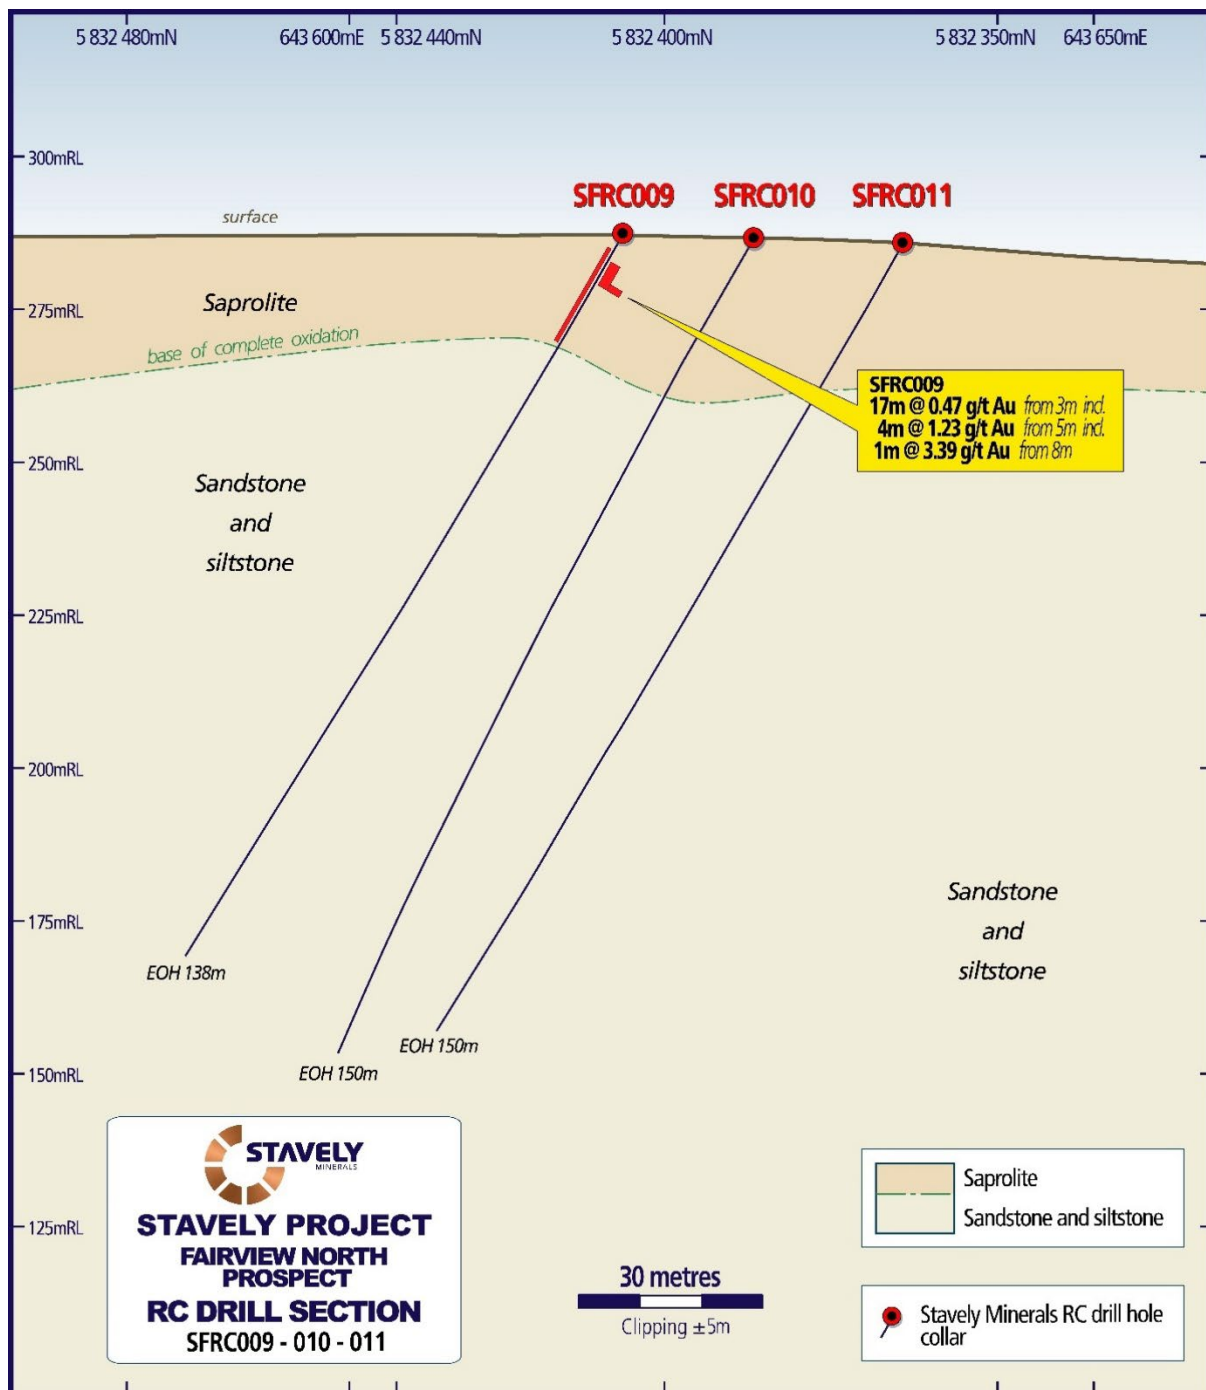 5 832 480mN 643 600mE 5 832 440mN 5 832 400mN 5 832 350mN 643 650mE
300mRL
SFRC009 SFRC010 SFRC011
surface
275mRL
Saprolite
base of complete oxidation
SFRC009
17m @ 0.47 g/t Au from 3m incl.
4m @ 1.23 g/t Au from 5m incl.
1m @ 3.39 g/t Au from 8m
250mRL
Sandstone
and
siltstone
225mRL
200mRL
175mRL
Sandstone
and
siltstone
EOH 138m
EOH 150m
EOH 150m
150mRL
125mRL
STAVELY
MINERALS
STAVELY PROJECT
FAIRVIEW NORTH
PROSPECT
RC DRILL SECTION
SFRC009 - 010 - 011
30 metres
Clipping ±5m
Saprolite
Sandstone and siltstone
Stavely Minerals RC drill hole
collar